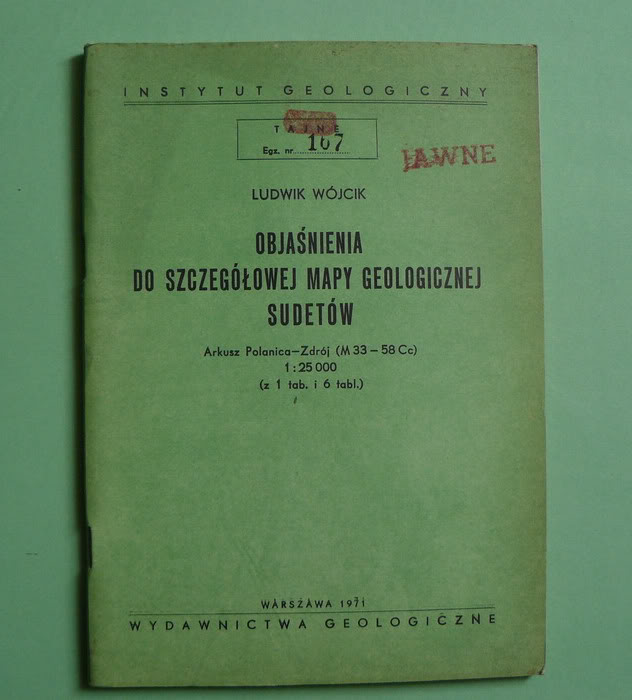 INSTYTUT GEOLOGICZNY
TAJNE
Egz. nr 167
JAWNE
LUDWIK WÓJCIK
OBJAŚNIENIA
DO SZCZEGÓŁOWEJ MAPY GEOLOGICZNEJ
SUDETÓW
Arkusz Polanica–Zdrój (M 33 – 58 Cc)
1 : 25 000
(z 1 tab. i 6 tabl.)
WARSZAWA 1971
WYDAWNICTWA GEOLOGICZNE